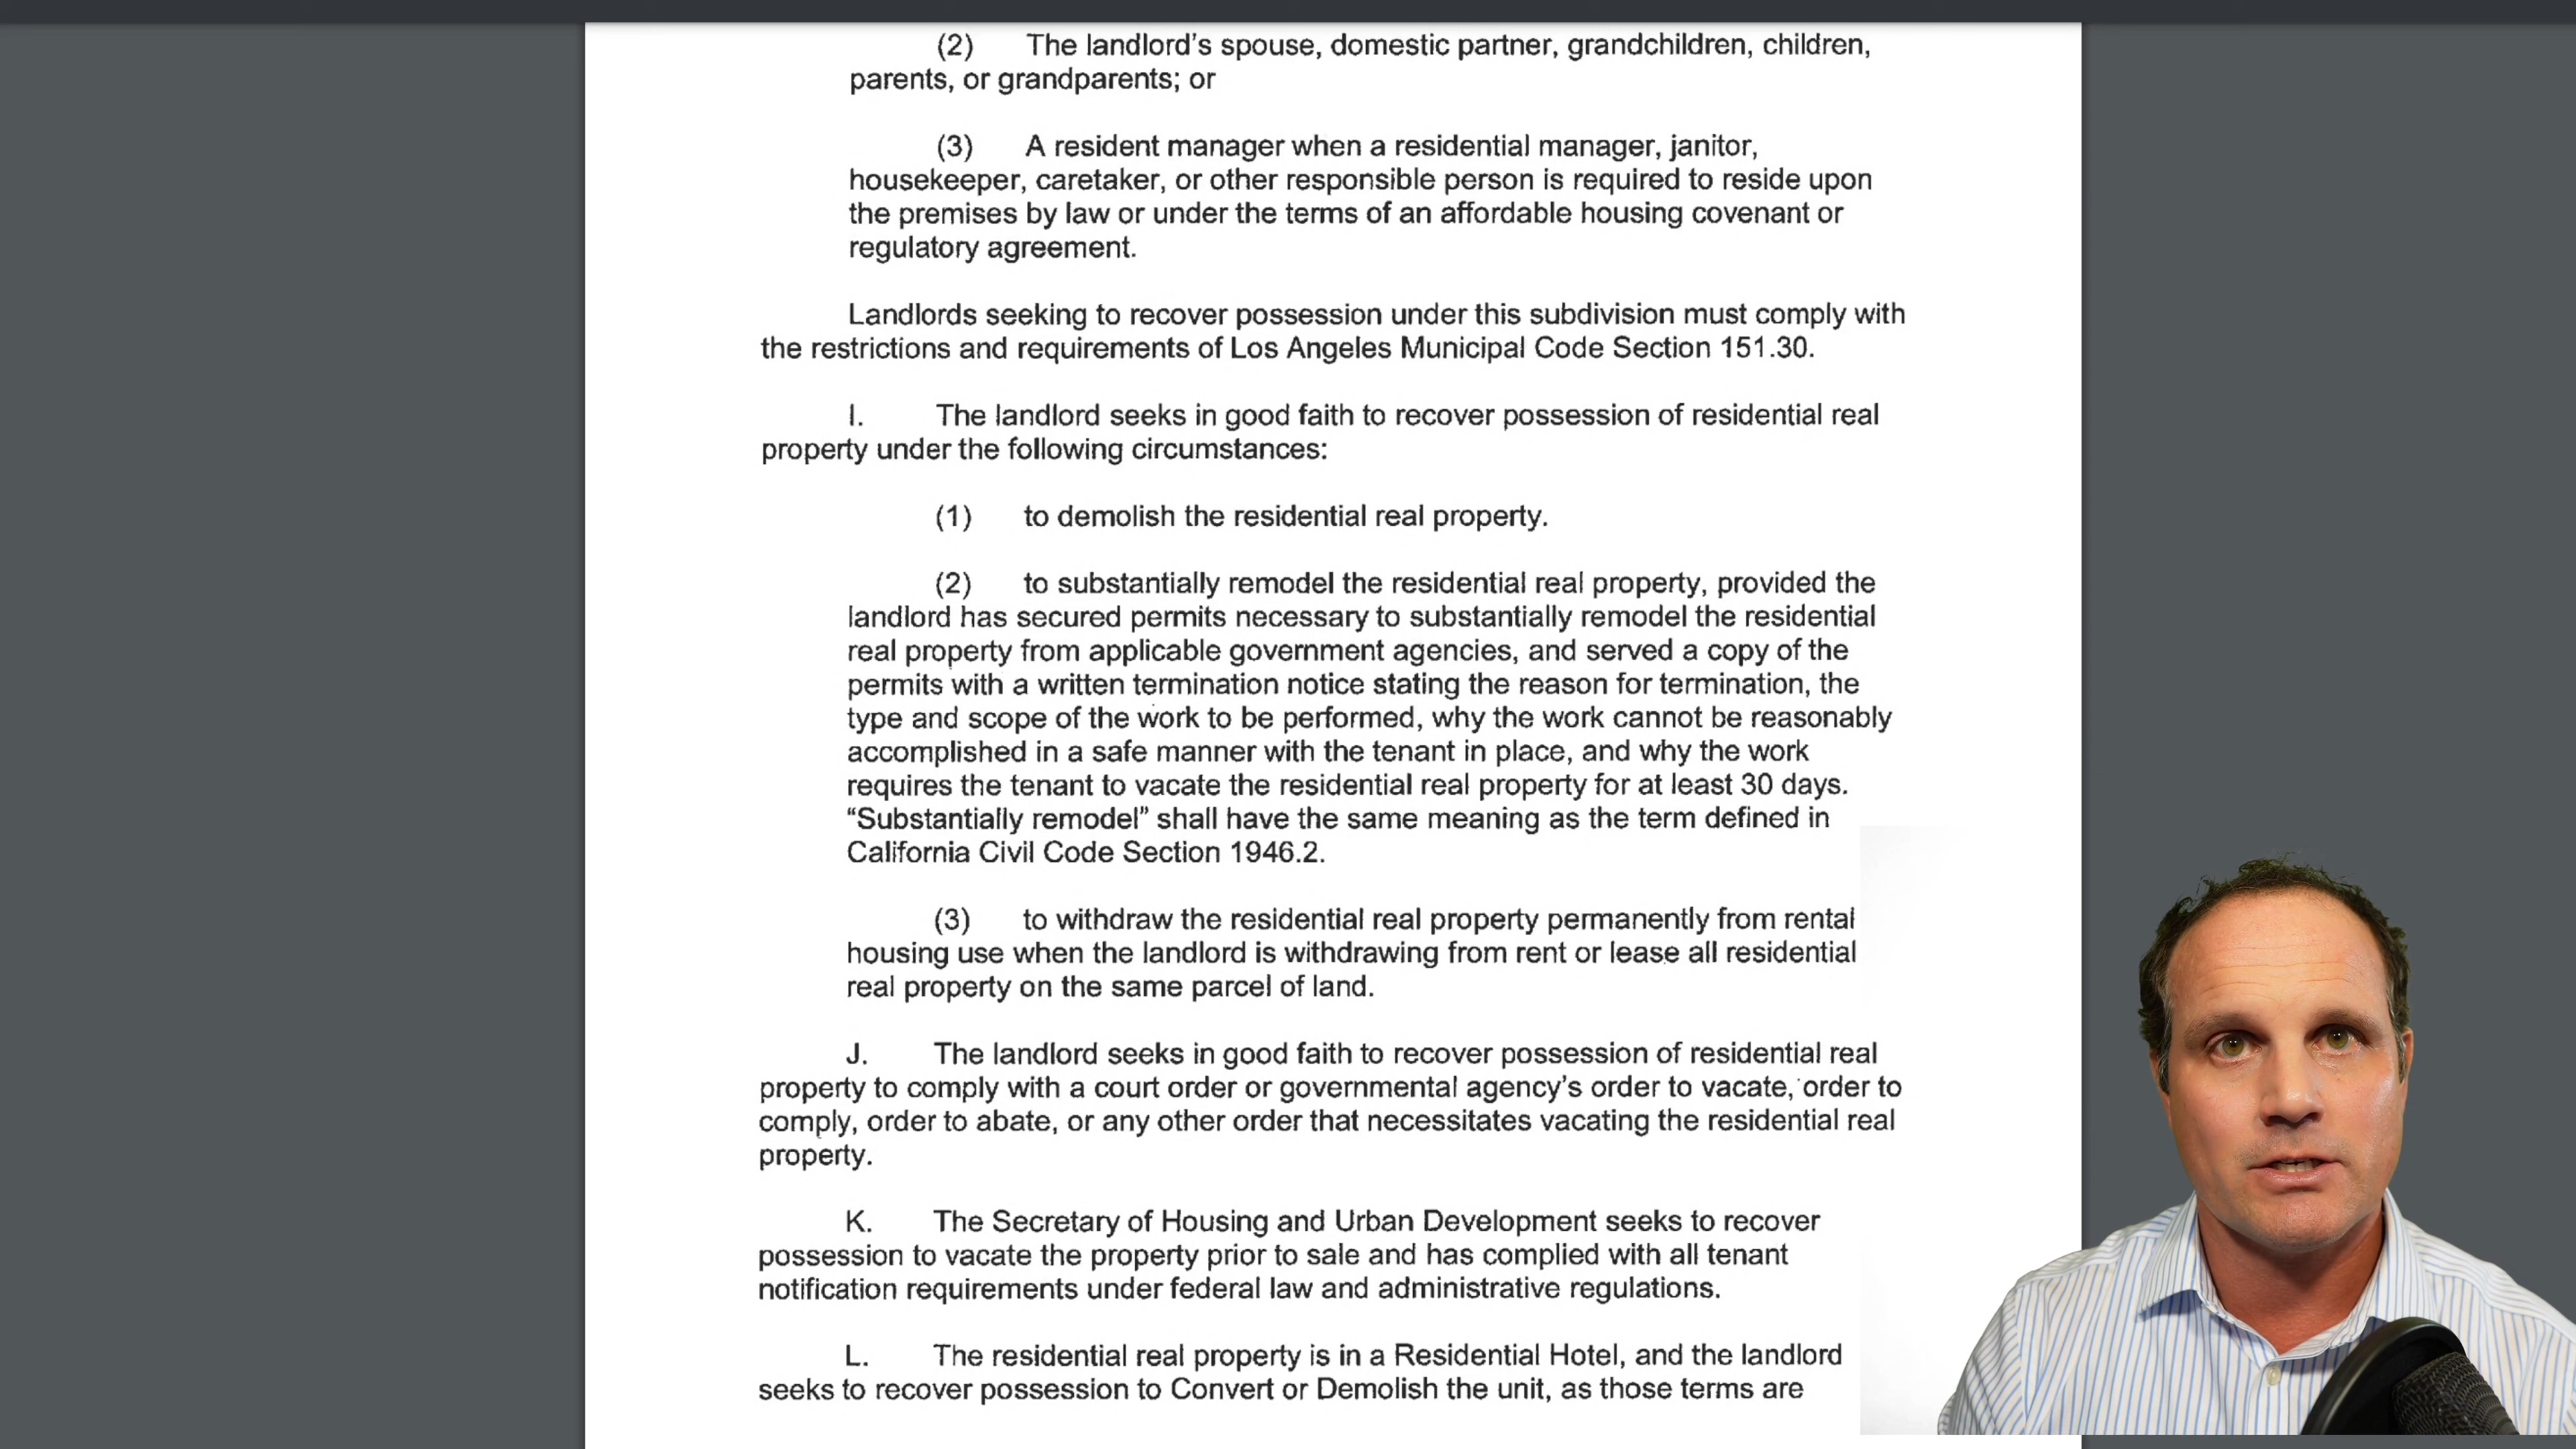 (2) The landlord's spouse, domestic partner, grandchildren, children,
parents, or grandparents; or
(3) A resident manager when a residential manager, janitor,
housekeeper, caretaker, or other responsible person is required to reside upon
the premises by law or under the terms of an affordable housing covenant or
regulatory agreement.
Landlords seeking to recover possession under this subdivision must comply with
the restrictions and requirements of Los Angeles Municipal Code Section 151.30.
I. The landlord seeks in good faith to recover possession of residential real
property under the following circumstances:
(1) to demolish the residential real property.
(2) to substantially remodel the residential real property, provided the
landlord has secured permits necessary to substantially remodel the residential
real property from applicable government agencies, and served a copy of the
permits with a written termination notice stating the reason for termination, the
type and scope of the work to be performed, why the work cannot be reasonably
accomplished in a safe manner with the tenant in place, and why the work
requires the tenant to vacate the residential real property for at least 30 days.
“Substantially remodel” shall have the same meaning as the term defined in
California Civil Code Section 1946.2.
(3) to withdraw the residential real property permanently from rental
housing use when the landlord is withdrawing from rent or lease all residential
real property on the same parcel of land.
J. The landlord seeks in good faith to recover possession of residential real
property to comply with a court order or governmental agency's order to vacate, order to
comply, order to abate, or any other order that necessitates vacating the residential real
property.
K. The Secretary of Housing and Urban Development seeks to recover
possession to vacate the property prior to sale and has complied with all tenant
notification requirements under federal law and administrative regulations.
L. The residential real property is in a Residential Hotel, and the landlord
seeks to recover possession to Convert or Demolish the unit, as those terms are